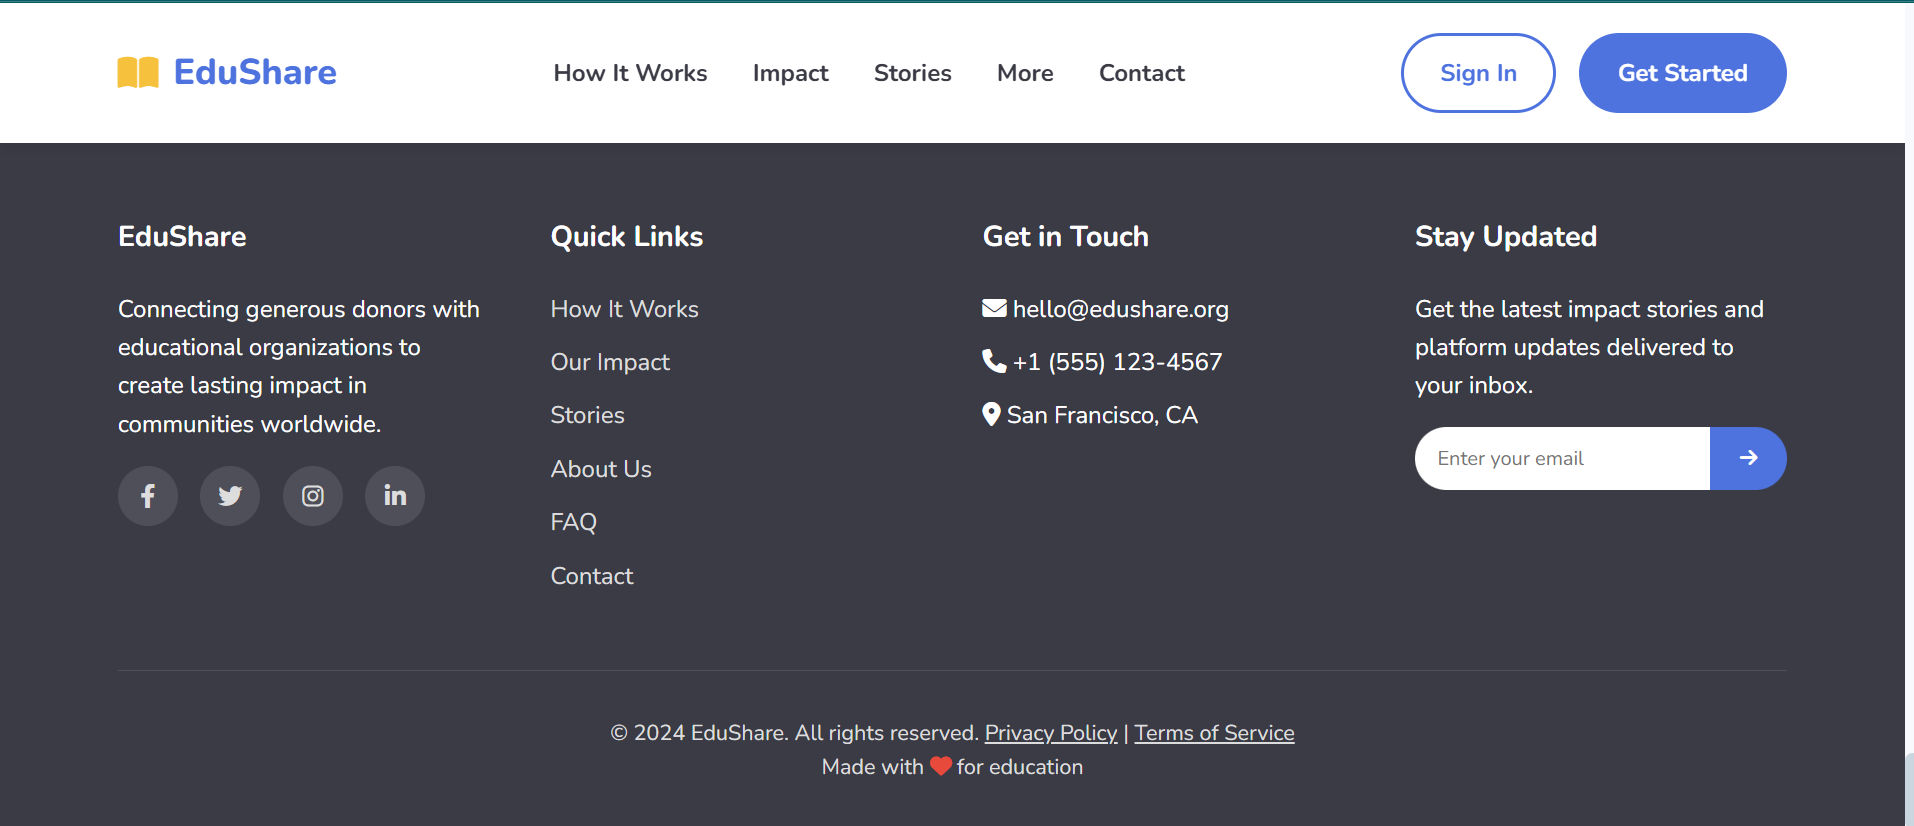 EduShare
How It Works
Impact
Stories
More
Contact
Sign In
Get Started
EduShare
Connecting generous donors with
educational organizations to
create lasting impact in
communities worldwide.
Quick Links
How It Works
Our Impact
Stories
About Us
FAQ
Contact
Get in Touch
hello@edushare.org
+1 (555) 123-4567
San Francisco, CA
Stay Updated
Get the latest impact stories and
platform updates delivered to
your inbox.
Enter your email
© 2024 EduShare. All rights reserved. Privacy Policy | Terms of Service
Made with ❤ for education